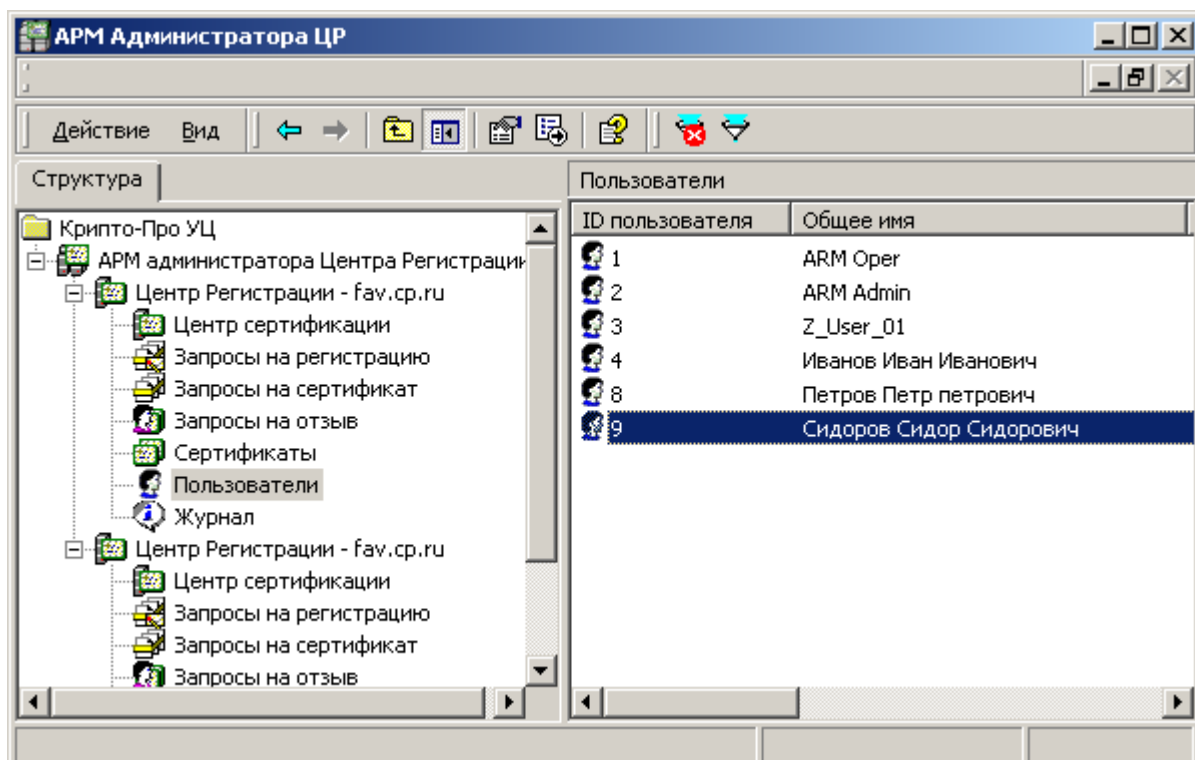 АРМ Администратора ЦР
Действие Вид
Структура
Пользователи
Крипто-Про УЦ
АРМ администратора Центра Регистрации
Центр Регистрации - fav.cp.ru
Центр сертификации
Запросы на регистрацию
Запросы на сертификат
Запросы на отзыв
Сертификаты
Пользователи
Журнал
Центр Регистрации - fav.cp.ru
Центр сертификации
Запросы на регистрацию
Запросы на сертификат
Запросы на отзыв
ID пользователя Общее имя
1 ARM Oper
2 ARM Admin
3 Z_User_01
4 Иванов Иван Иванович
8 Петров Петр петрович
9 Сидоров Сидор Сидорович